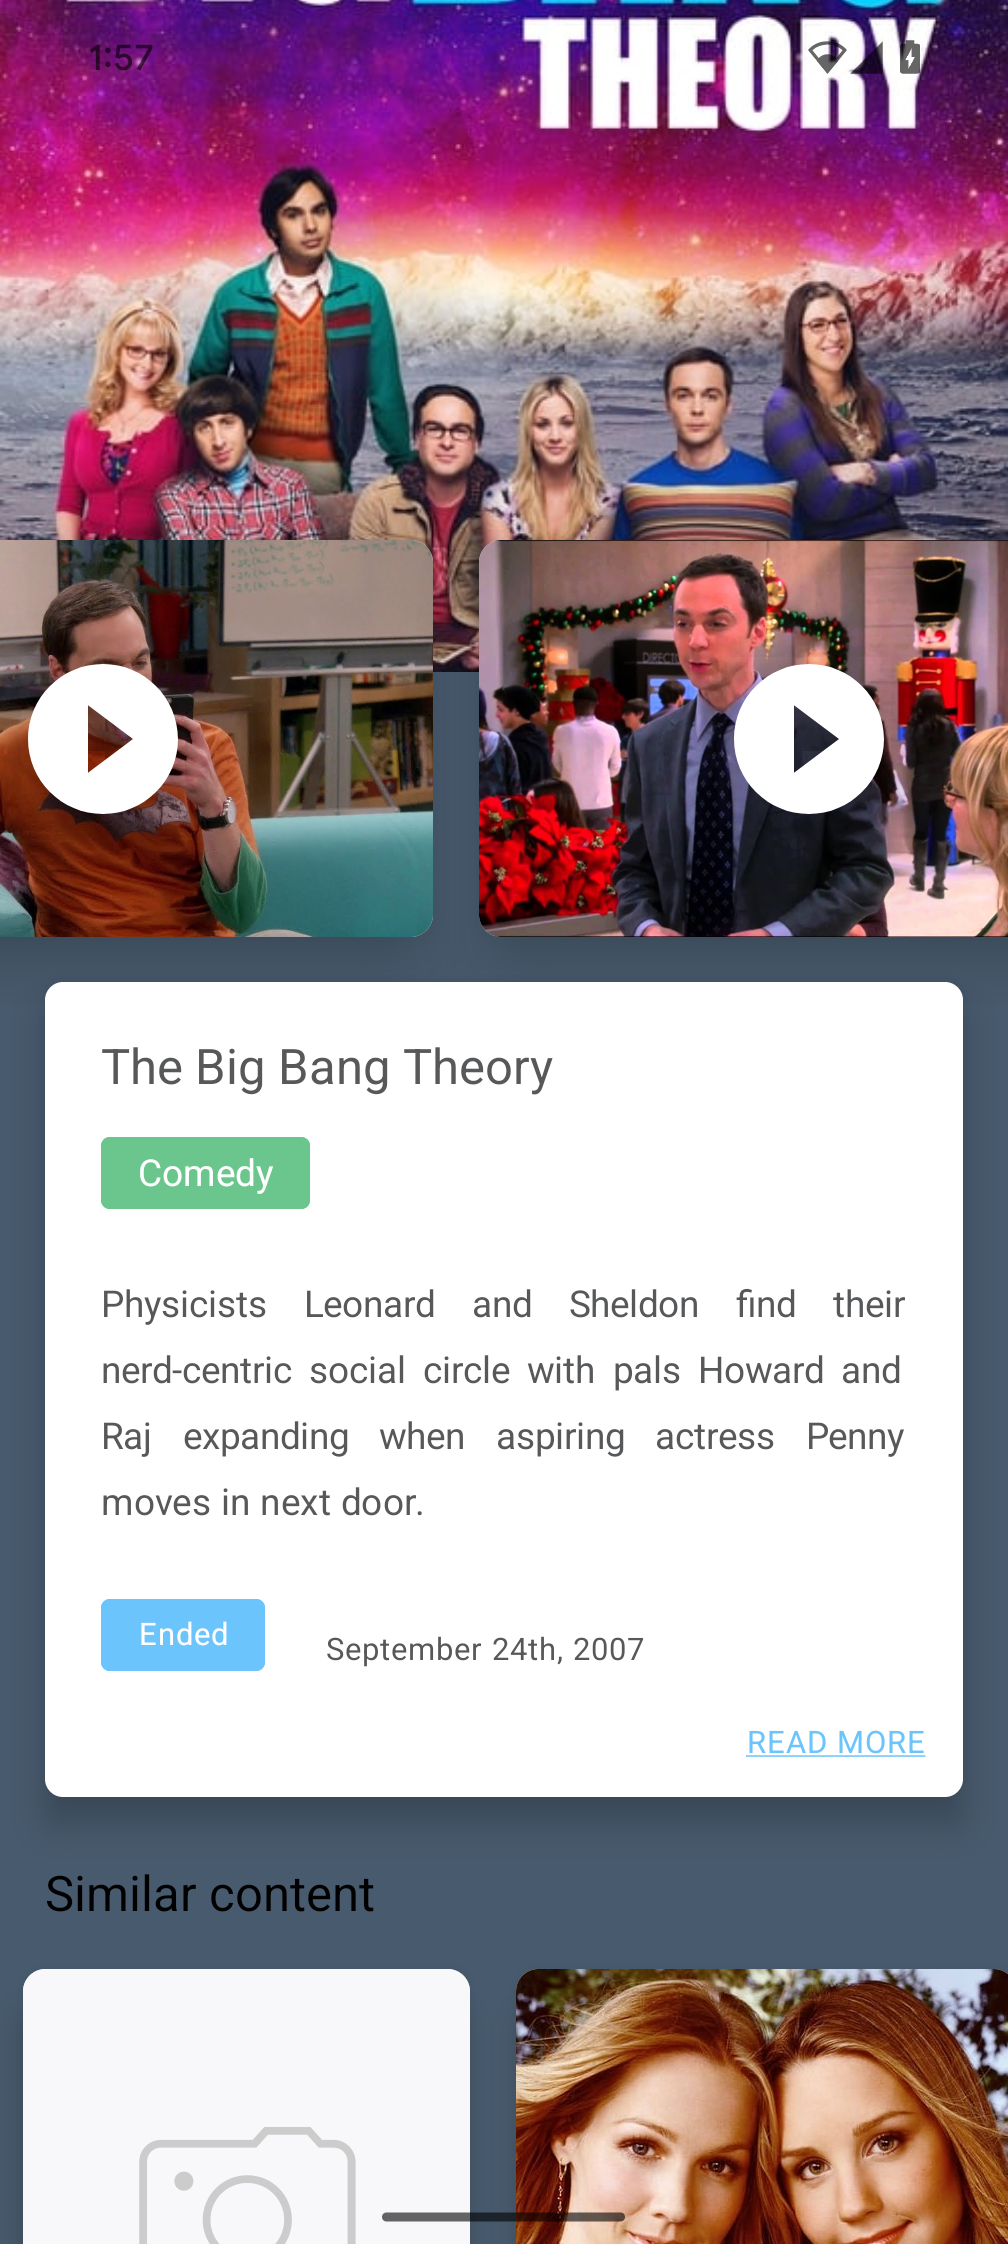 THEORY
1:57
DIRECT
The Big Bang Theory
Comedy
Physicists Leonard and Sheldon find their
nerd-centric social circle with pals Howard and
Raj expanding when aspiring actress Penny
moves in next door.
Ended
September 24th, 2007
READ MORE
Similar content